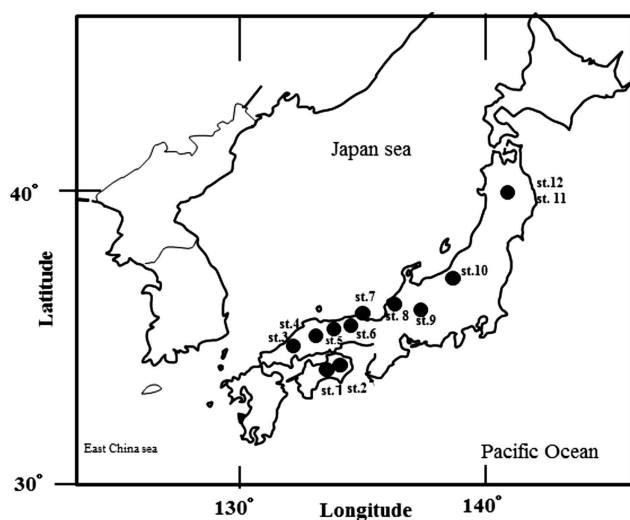 Japan sea
40°
st.12
st. 11
st.10
Latitude
st.7
st.4
st. 8
st.9
st.3
st.5
st.6
st. 1
st.2
East China sea
Pacific Ocean
30°
130°
140°
Longitude